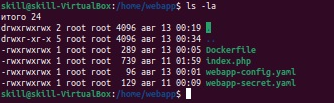 skill@skill-VirtualBox:/home/webapp$ ls -la
итого 24
drwxrwxrwx 2 root root 4096 авг 13 00:19 .
drwxr-xr-x 5 root root 4096 авг 13 00:34 ..
-rwxrwxrwx 1 root root  289 авг 13 00:05 Dockerfile
-rwxrwxrwx 1 root root  739 авг 11 01:59 index.php
-rwxrwxrwx 1 root root   96 авг 13 00:01 webapp-config.yaml
-rwxrwxrwx 1 root root  129 авг 11 00:09 webapp-secret.yaml
skill@skill-VirtualBox:/home/webapp$